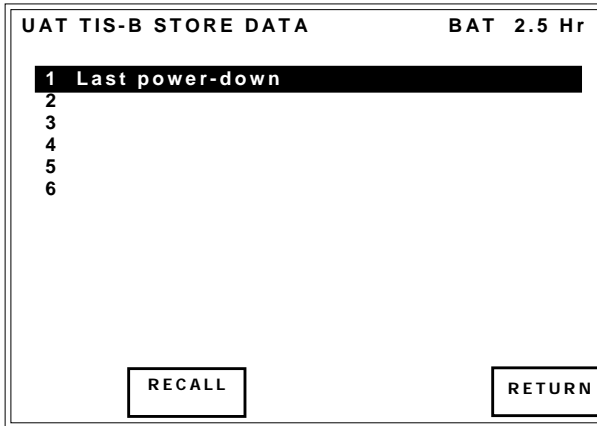 UAT TIS-B STORE DATA BAT 2.5 Hr
1 Last power-down
2
3
4
5
6
RECALL RETURN